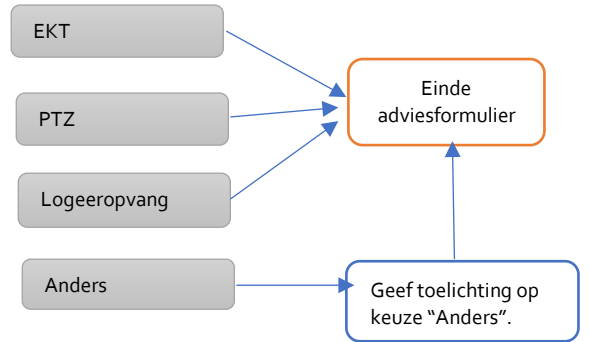 EKT
PTZ
Logeeropvang
Anders
Einde
adviesformulier
Geef toelichting op
keuze “Anders”.